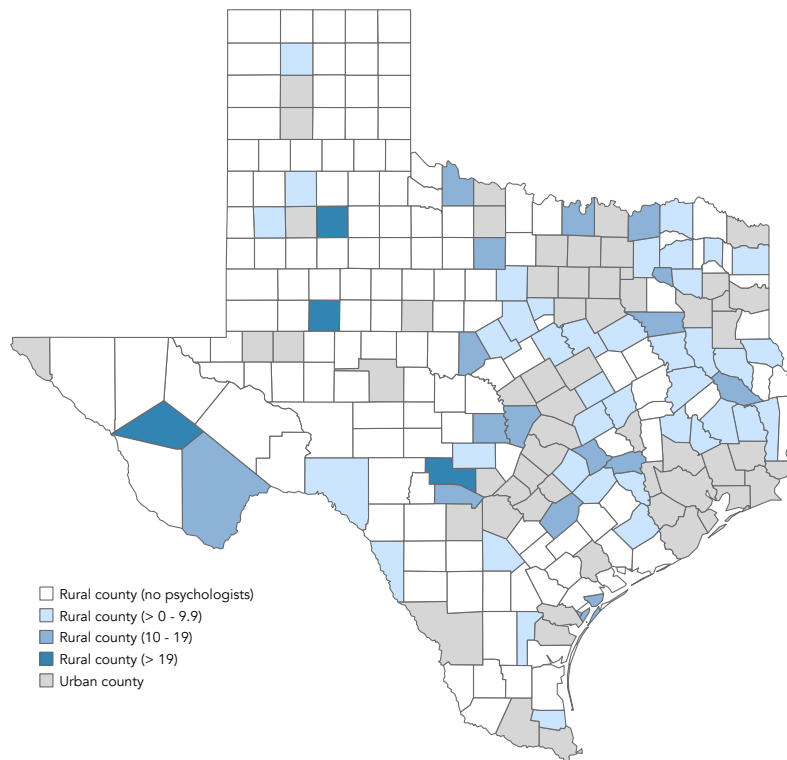 Rural county (no psychologists)
Rural county (> 0 - 9.9)
Rural county (10 - 19)
Rural county (> 19)
Urban county